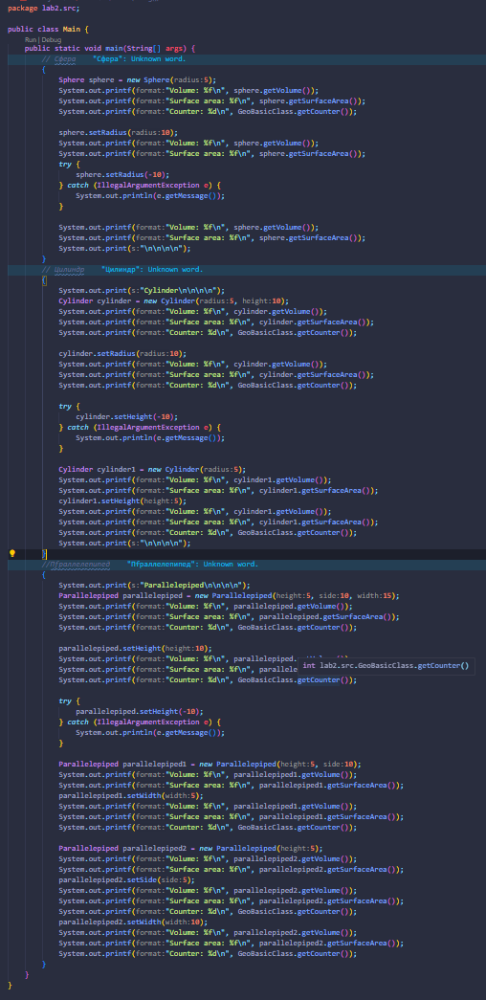 package lab2.src;
public class Main {
Run | Debug
public static void main(String[] args) {
// Сфера "Сфера": Unknown word.
{
Sphere sphere = new Sphere(radius:5);
System.out.printf(format:"Volume: %f\n", sphere.getVolume());
System.out.printf(format:"Surface area: %f\n", sphere.getSurfaceArea());
System.out.printf(format:"Counter: %d\n", GeoBasicClass.getCounter());
sphere.setRadius(radius:10);
System.out.printf(format:"Volume: %f\n", sphere.getVolume());
System.out.printf(format:"Surface area: %f\n", sphere.getSurfaceArea());
try {
sphere.setRadius(-10);
} catch (IllegalArgumentException e) {
System.out.println(e.getMessage());
}
System.out.printf(format:"Volume: %f\n", sphere.getVolume());
System.out.printf(format:"Surface area: %f\n", sphere.getSurfaceArea());
System.out.print(s:"\n\n\n\n");
}
// Цилиндр "Цилиндр": Unknown word.
{
System.out.print(s:"Cylinder\n\n\n\n");
Cylinder cylinder = new Cylinder(radius:5, height:10);
System.out.printf(format:"Volume: %f\n", cylinder.getVolume());
System.out.printf(format:"Surface area: %f\n", cylinder.getSurfaceArea());
System.out.printf(format:"Counter: %d\n", GeoBasicClass.getCounter());
cylinder.setRadius(radius:10);
System.out.printf(format:"Volume: %f\n", cylinder.getVolume());
System.out.printf(format:"Surface area: %f\n", cylinder.getSurfaceArea());
System.out.printf(format:"Counter: %d\n", GeoBasicClass.getCounter());
try {
cylinder.setHeight(-10);
} catch (IllegalArgumentException e) {
System.out.println(e.getMessage());
}
Cylinder cylinder1 = new Cylinder(radius:5);
System.out.printf(format:"Volume: %f\n", cylinder1.getVolume());
System.out.printf(format:"Surface area: %f\n", cylinder1.getSurfaceArea());
cylinder1.setHeight(height:5);
System.out.printf(format:"Volume: %f\n", cylinder1.getVolume());
System.out.printf(format:"Surface area: %f\n", cylinder1.getSurfaceArea());
System.out.printf(format:"Counter: %d\n", GeoBasicClass.getCounter());
System.out.print(s:"\n\n\n\n");
}
//Пfраллелепипед "Пfраллелепипед": Unknown word.
{
System.out.print(s:"Parallelepiped\n\n\n\n");
Parallelepiped parallelepiped = new Parallelepiped(height:5, side:10, width:15);
System.out.printf(format:"Volume: %f\n", parallelepiped.getVolume());
System.out.printf(format:"Surface area: %f\n", parallelepiped.getSurfaceArea());
System.out.printf(format:"Counter: %d\n", GeoBasicClass.getCounter());
parallelepiped.setHeight(height:10);
System.out.printf(format:"Volume: %f\n", parallelepiped.
System.out.printf(format:"Surface area: %f\n", parallele int lab2.src.GeoBasicClass.getCounter()
System.out.printf(format:"Counter: %d\n", GeoBasicClass.getCounter());
try {
parallelepiped.setHeight(-10);
} catch (IllegalArgumentException e) {
System.out.println(e.getMessage());
}
Parallelepiped parallelepiped1 = new Parallelepiped(height:5, side:10);
System.out.printf(format:"Volume: %f\n", parallelepiped1.getVolume());
System.out.printf(format:"Surface area: %f\n", parallelepiped1.getSurfaceArea());
parallelepiped1.setWidth(width:5);
System.out.printf(format:"Volume: %f\n", parallelepiped1.getVolume());
System.out.printf(format:"Surface area: %f\n", parallelepiped1.getSurfaceArea());
System.out.printf(format:"Counter: %d\n", GeoBasicClass.getCounter());
Parallelepiped parallelepiped2 = new Parallelepiped(height:5);
System.out.printf(format:"Volume: %f\n", parallelepiped2.getVolume());
System.out.printf(format:"Surface area: %f\n", parallelepiped2.getSurfaceArea());
parallelepiped2.setSide(side:5);
System.out.printf(format:"Volume: %f\n", parallelepiped2.getVolume());
System.out.printf(format:"Surface area: %f\n", parallelepiped2.getSurfaceArea());
System.out.printf(format:"Counter: %d\n", GeoBasicClass.getCounter());
parallelepiped2.setWidth(width:10);
System.out.printf(format:"Volume: %f\n", parallelepiped2.getVolume());
System.out.printf(format:"Surface area: %f\n", parallelepiped2.getSurfaceArea());
System.out.printf(format:"Counter: %d\n", GeoBasicClass.getCounter());
}
}
}